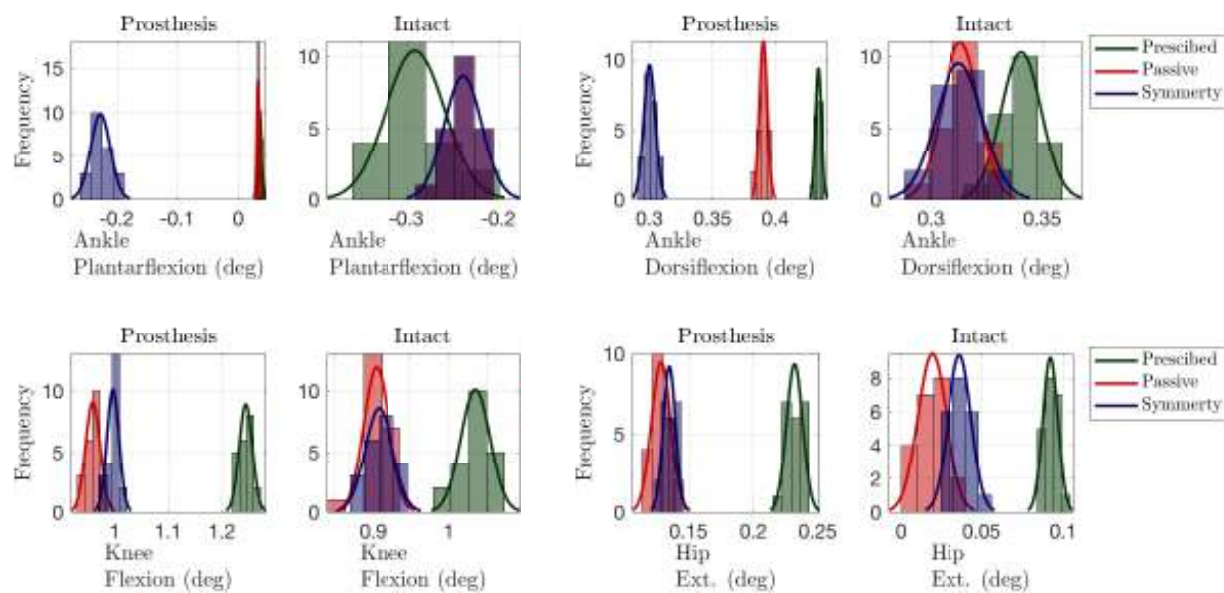 Prosthesis
Intact
Prosthesis
Intact
Frequency
15
10
5
0
10
5
0
Frequency
10
5
0
10
5
0
Prescibed
Passive
Symmerty
-0.2
-0.1
0
-0.3
-0.2
0.3
0.35
0.4
0.3
0.35
Ankle
Plantarflexion (deg)
Ankle
Plantarflexion (deg)
Ankle
Dorsiflexion (deg)
Ankle
Dorsiflexion (deg)
Prosthesis
Intact
Prosthesis
Intact
Frequency
10
5
0
10
5
0
Frequency
10
5
0
8
6
4
2
0
Prescibed
Passive
Symmerty
1
1.1
1.2
0.9
1
0.15
0.2
0.25
0
0.05
0.1
Knee
Flexion (deg)
Knee
Flexion (deg)
Hip
Ext. (deg)
Hip
Ext. (deg)